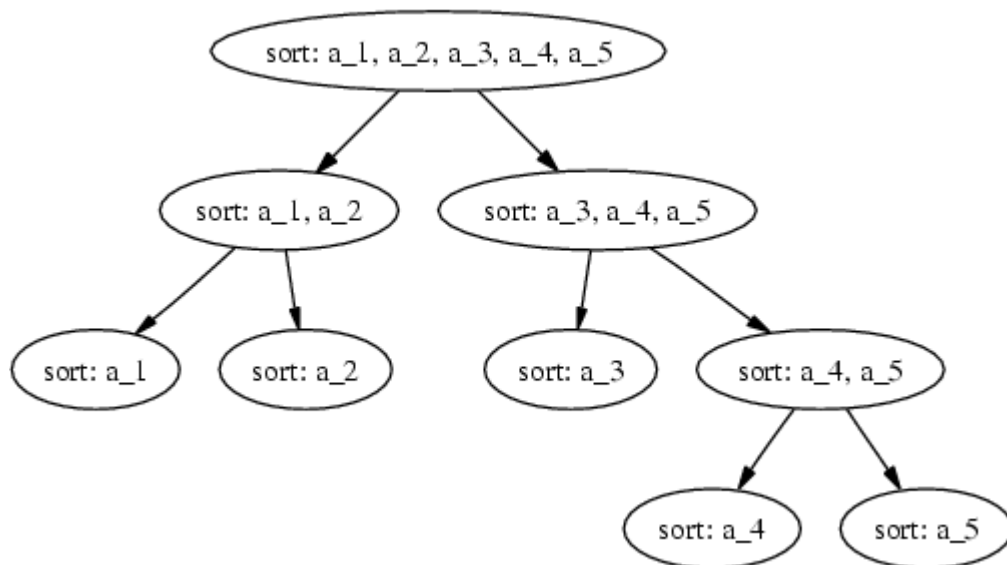 sort: a_1, a_2, a_3, a_4, a_5
sort: a_1, a_2
sort: a_3, a_4, a_5
sort: a_1
sort: a_2
sort: a_3
sort: a_4, a_5
sort: a_4
sort: a_5